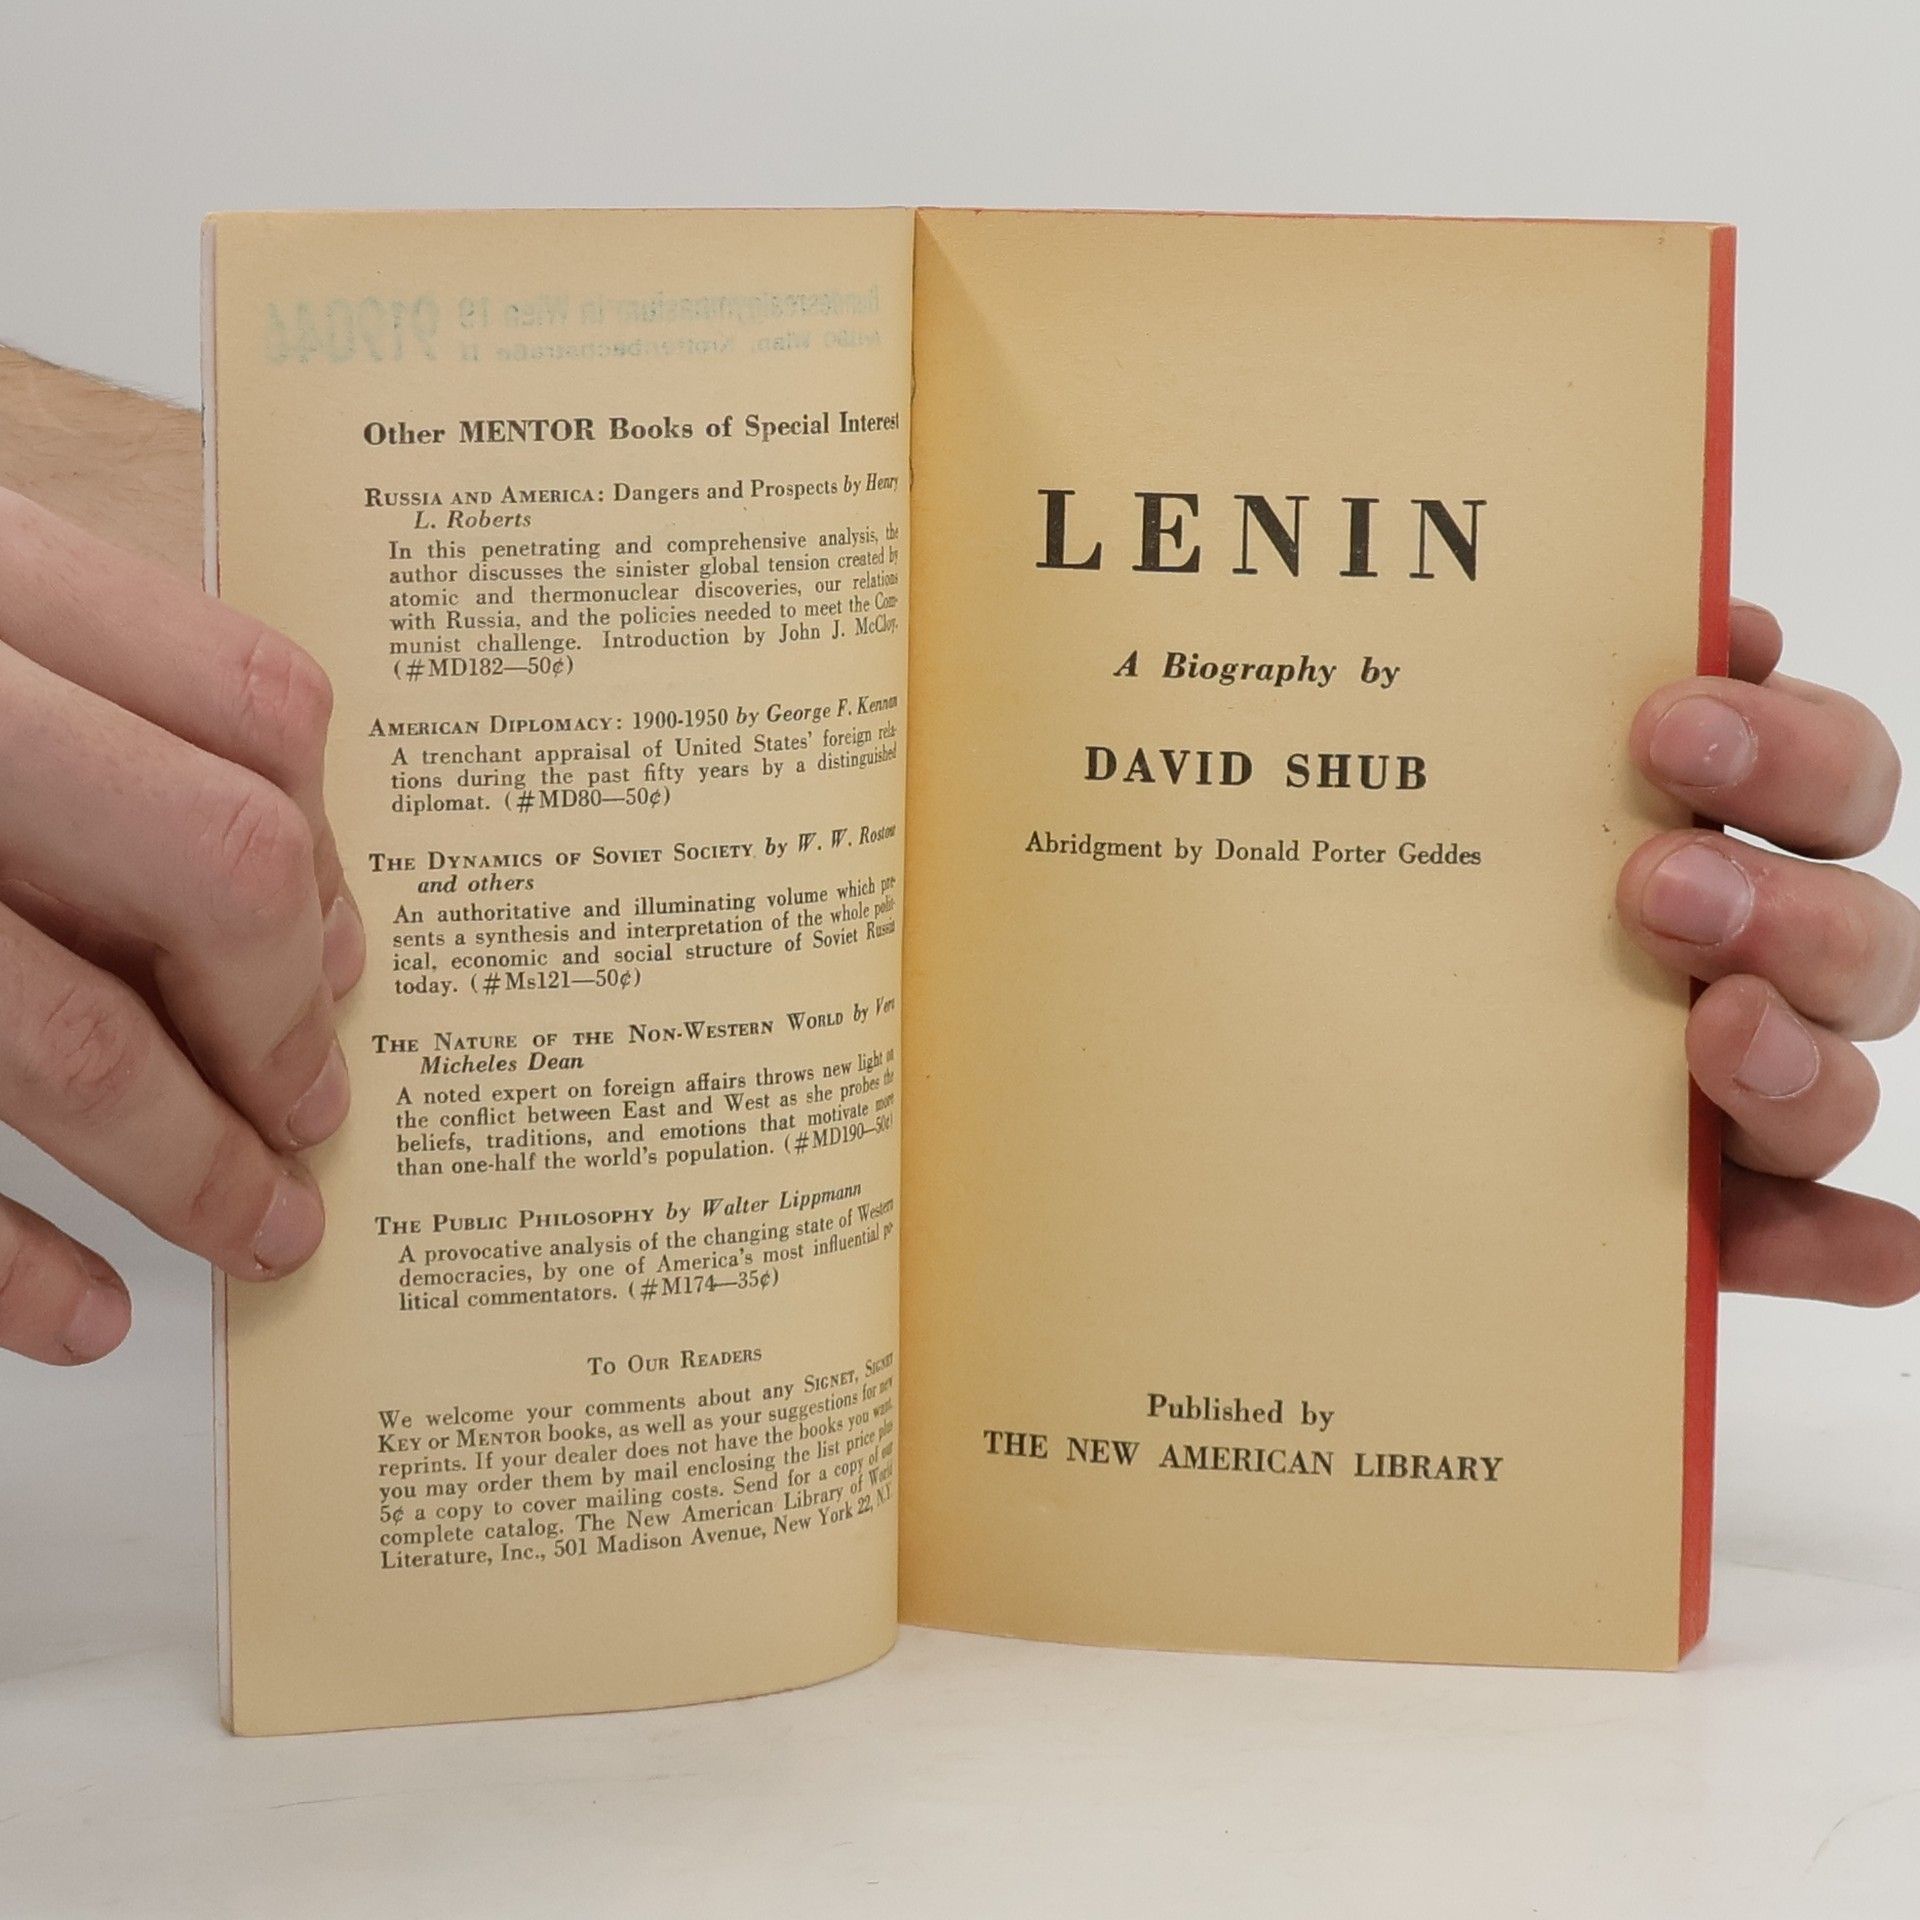 Other MENTOR Books of Special Interest
RUSSIA AND AMERICA: Dangers and Prospects by Henry
L. Roberts
In this penetrating and comprehensive analysis, the
author discusses the sinister global tension created by
atomic and thermonuclear discoveries, our relations
with Russia, and the policies needed to meet the Com-
munist challenge. Introduction by John J. McCloy.
(#MD182—50¢)
AMERICAN DIPLOMACY: 1900-1950 by George F. Kennan
A trenchant appraisal of United States' foreign rela-
tions during the past fifty years by a distinguished
diplomat. (#MD80—50¢)
THE DYNAMICS OF SOVIET SOCIETY by W. W. Rostow
and others
An authoritative and illuminating volume which pre-
sents a synthesis and interpretation of the whole polit-
ical, economic and social structure of Soviet Russia
today. (#Ms121—50¢)
THE NATURE OF THE NON-WESTERN WORLD by Vera
Micheles Dean
A noted expert on foreign affairs throws new light on
the conflict between East and West as she probes the
beliefs, traditions, and emotions that motivate more
than one-half the world's population. (#MD190—50¢)
THE PUBLIC PHILOSOPHY by Walter Lippmann
A provocative analysis of the changing state of Western
democracies, by one of America's most influential po-
litical commentators. (#M174—35¢)
TO OUR READERS
We welcome your comments about any SIGNET, SIGNET
KEY or MENTOR books, as well as your suggestions for new
reprints. If your dealer does not have the books you want
you may order them by mail enclosing the list price plus
5¢ a copy to cover mailing costs. Send for a copy of our
complete catalog. The New American Library of World
Literature, Inc., 501 Madison Avenue, New York 22, N.Y.
LENIN
A Biography by
DAVID SHUB
Abridgment by Donald Porter Geddes
Published by
THE NEW AMERICAN LIBRARY